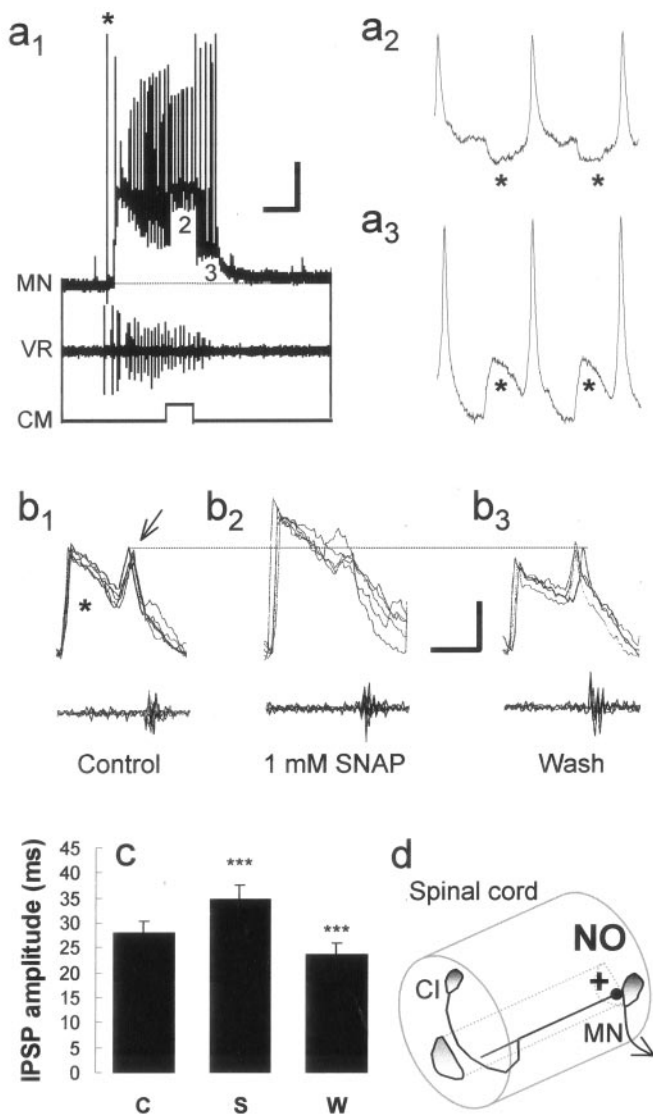 a1
*
2
3
MN
VR
CM
a2
* *
a3
* *
b1
*
b2
b3
Control
1 mM SNAP
Wash
c
IPSP amplitude (ms)
45
40
35
30
25
20
15
10
5
0
***
***
C S W
d
Spinal cord
NO
CI
+
MN